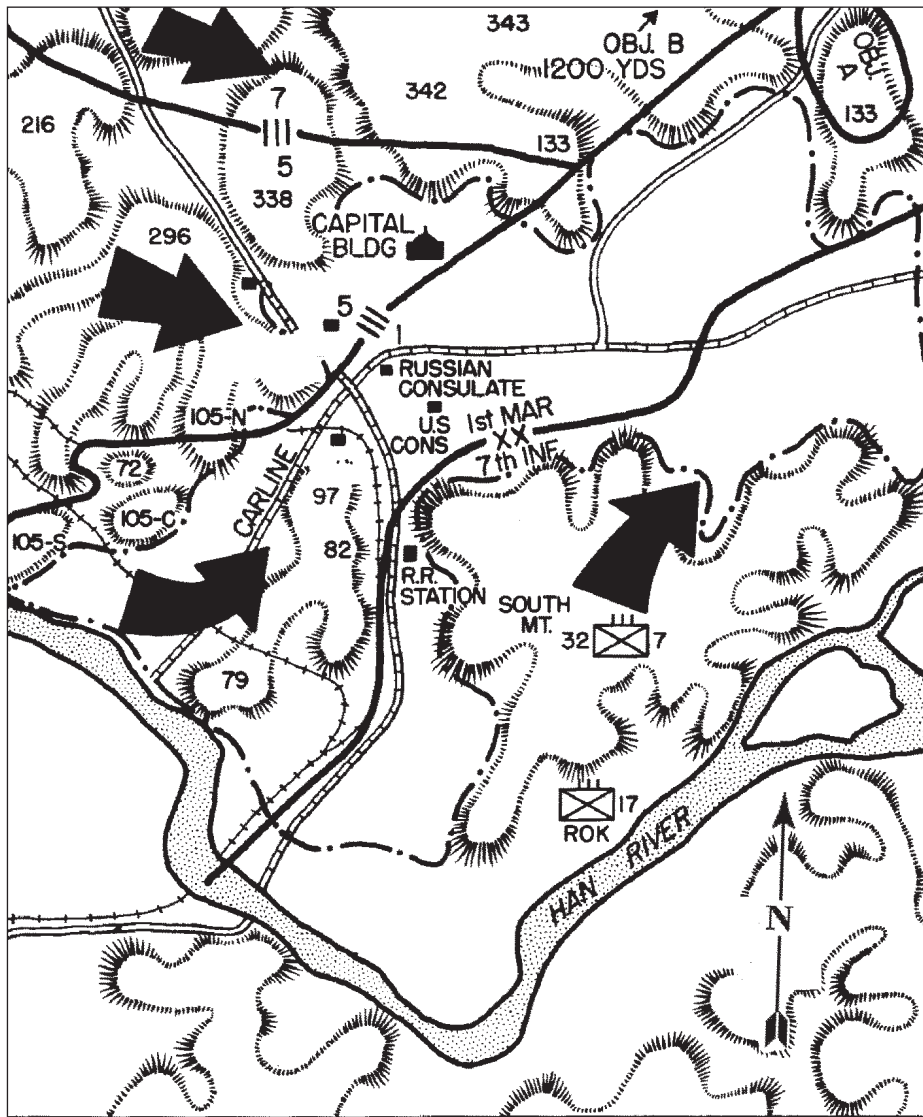 343
OBJ. B
1200 YDS
OBJ
A
133
342
7
5
338
216
133
296
CAPITAL
BLDG
5
1
RUSSIAN
CONSULATE
U.S
CONS
1st MAR
XX
7th INF
105-N
72
105-C
105-S
CARLINE
97
82
R.R.
STATION
SOUTH
MT.
32
7
79
17
ROK
HAN RIVER
N